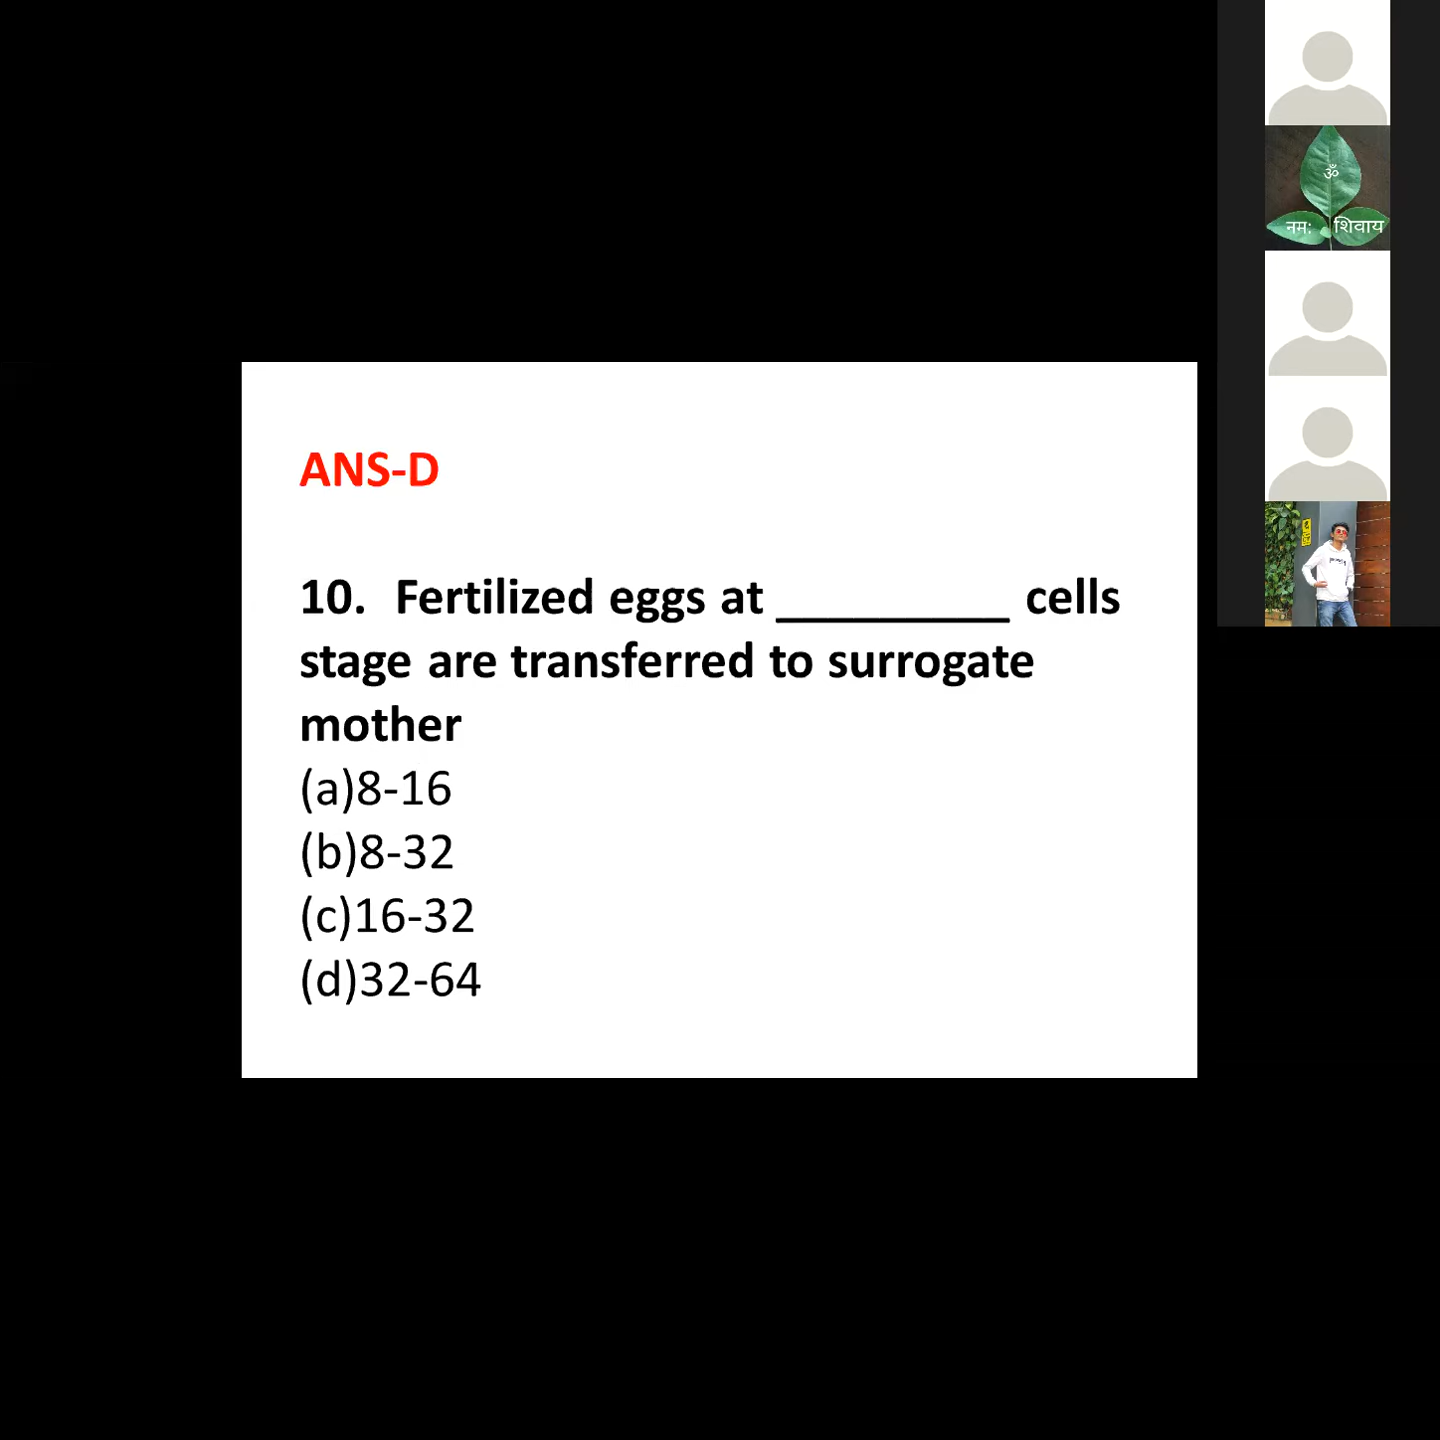 ॐ
नमः शिवाय
ANS-D
10. Fertilized eggs at __________ cells
stage are transferred to surrogate
mother
(a)8-16
(b)8-32
(c)16-32
(d)32-64